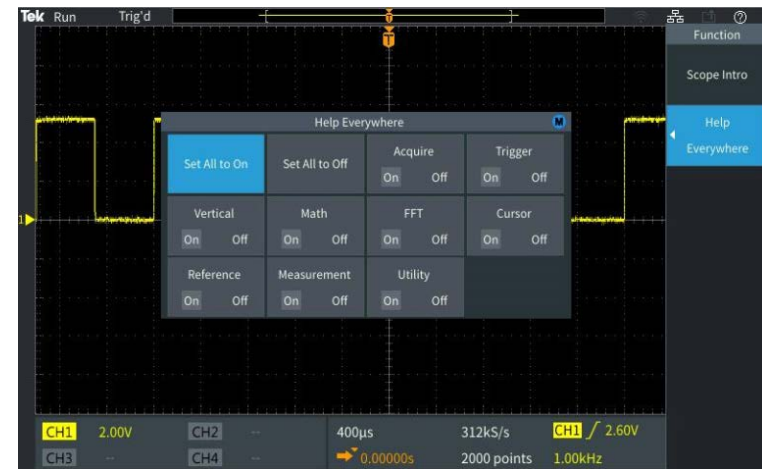 Tek Run Trig'd
T
T
Function
Scope Intro
Help
Everywhere
Help Everywhere M
Set All to On
Set All to Off
Acquire
On Off
Trigger
On Off
Vertical
On Off
Math
On Off
FFT
On Off
Cursor
On Off
Reference
On Off
Measurement
On Off
Utility
On Off
1
CH1 2.00V CH2 -- 400µs 312kS/s CH1 2.60V
CH3 -- CH4 -- 0.00000s 2000 points 1.00kHz